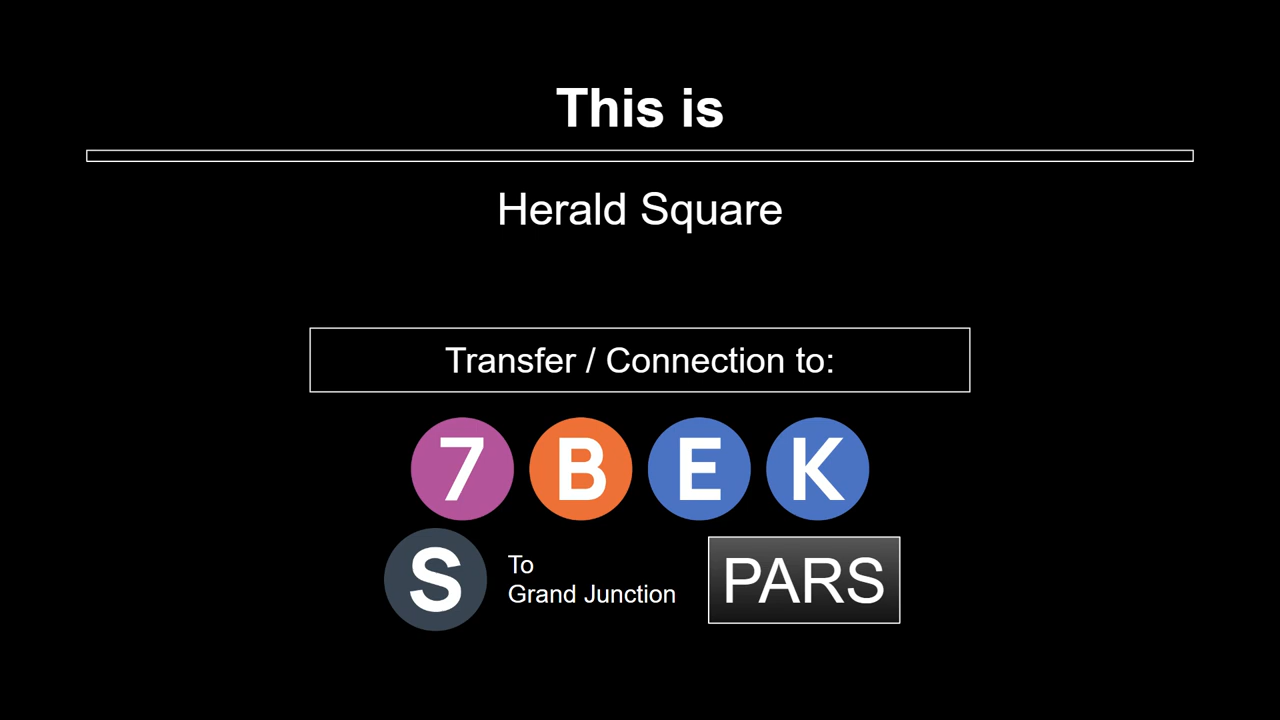 This is
Herald Square
Transfer / Connection to:
7 B E K
S To
Grand Junction
PARS